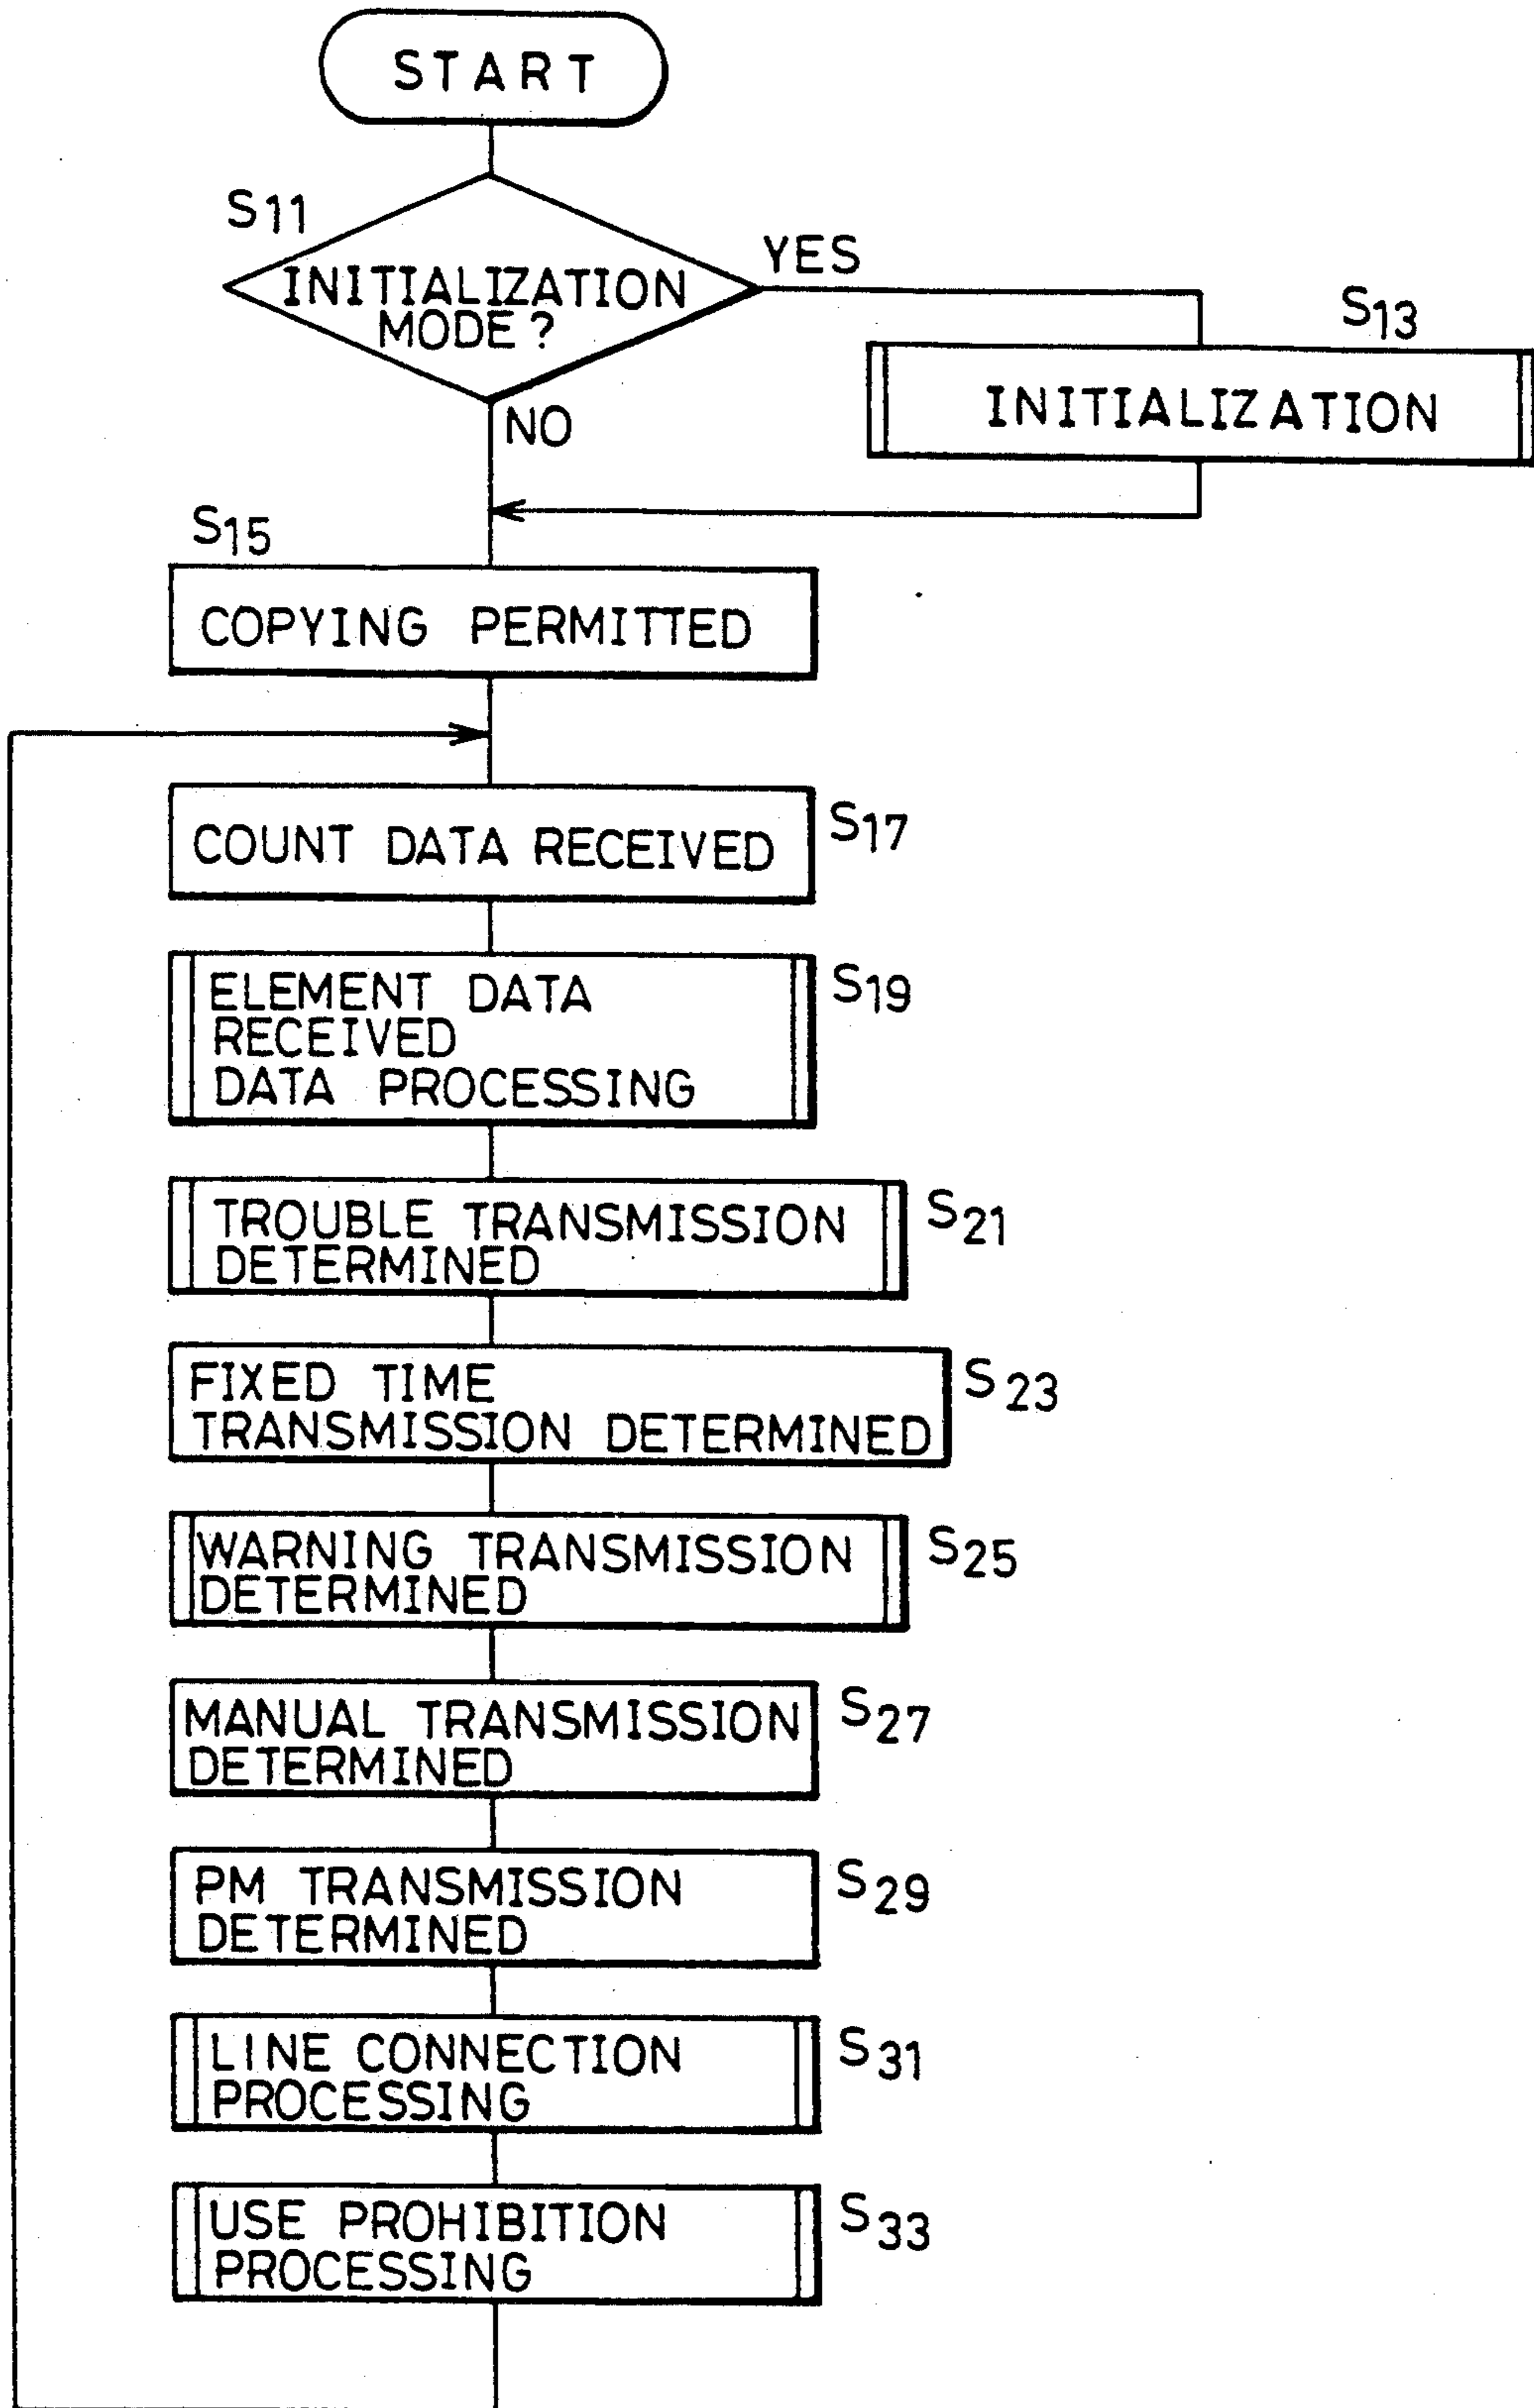 START
S11
INITIALIZATION
MODE?
YES
NO
S13
INITIALIZATION
S15
COPYING PERMITTED
COUNT DATA RECEIVED
S17
ELEMENT DATA
RECEIVED
DATA PROCESSING
S19
TROUBLE TRANSMISSION
DETERMINED
S21
FIXED TIME
TRANSMISSION DETERMINED
S23
WARNING TRANSMISSION
DETERMINED
S25
MANUAL TRANSMISSION
DETERMINED
S27
PM TRANSMISSION
DETERMINED
S29
LINE CONNECTION
PROCESSING
S31
USE PROHIBITION
PROCESSING
S33